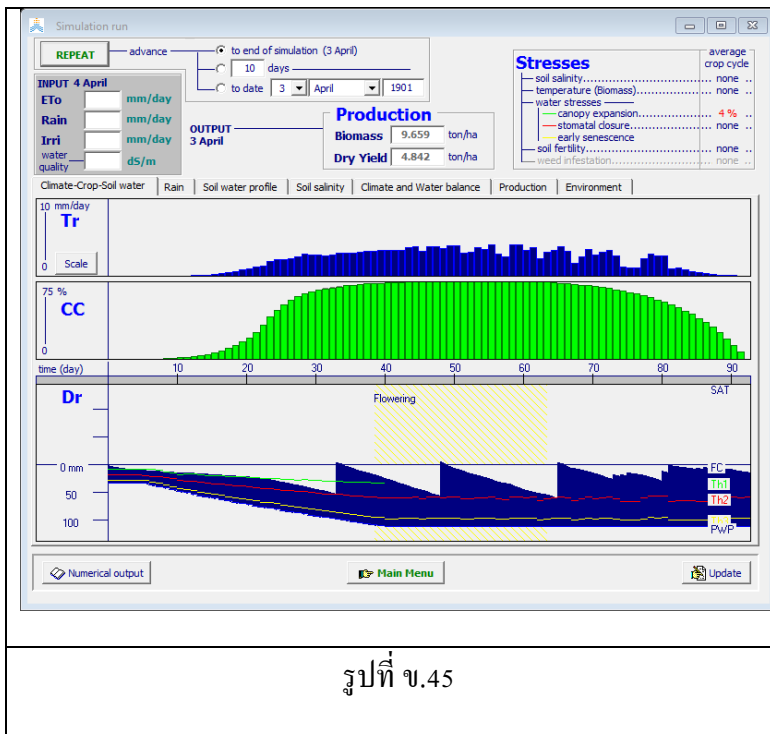 Simulation run
REPEAT
advance
to end of simulation (3 April)
10 days
to date 3 April 1901
INPUT 4 April
ETo mm/day
Rain mm/day
Irri mm/day
water quality dS/m
OUTPUT
3 April
Production
Biomass 9.659 ton/ha
Dry Yield 4.842 ton/ha
Stresses
average
crop cycle
soil salinity................ none ..
temperature (Biomass)............. none ..
water stresses
canopy expansion........... 4 % ..
stomatal closure............ none ..
early senescence
soil fertility................ none ..
weed infestation................ none ..
Climate-Crop-Soil water Rain Soil water profile Soil salinity Climate and Water balance Production Environment
10 mm/day
Tr
0 Scale
75 %
CC
0
time (day) 10 20 30 40 50 60 70 80 90
Dr
Flowering
SAT
0 mm
FC
Th1
50
Th2
100
PWP
Numerical output
Main Menu
Update
รูปที่ ข.45